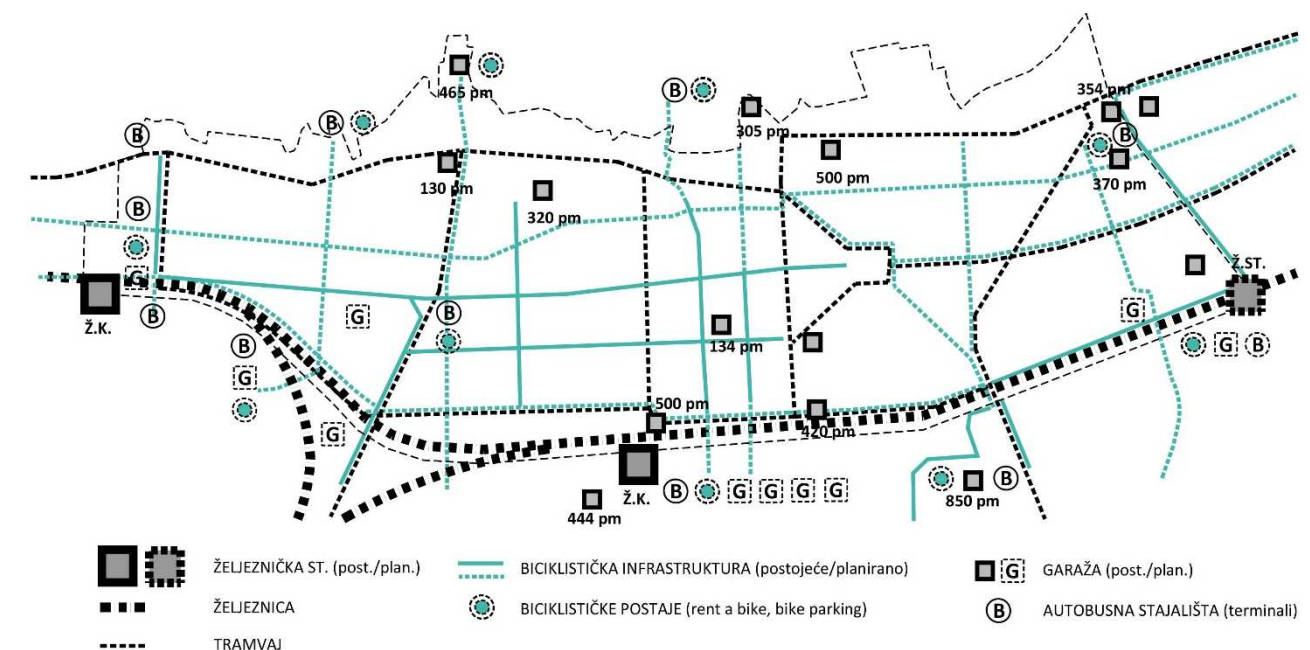 B
465 pm
B
B
354 pm
305 pm
B
130 pm
500 pm
370 pm
320 pm
B
G
Ž.ST.
Ž.K.
B
G
B
G
134 pm
G
B
B
G
500 pm
G
420 pm
Ž.K.
444 pm
B
G
G
G
G
850 pm
B
ŽELJEZNIČKA ST. (post./plan.)
BICIKLISTIČKA INFRASTRUKTURA (postojeće/planirano)
G
GARAŽA (post./plan.)
ŽELJEZNICA
BICIKLISTIČKE POSTAJE (rent a bike, bike parking)
B
AUTOBUSNA STAJALIŠTA (terminali)
TRAMVAJ